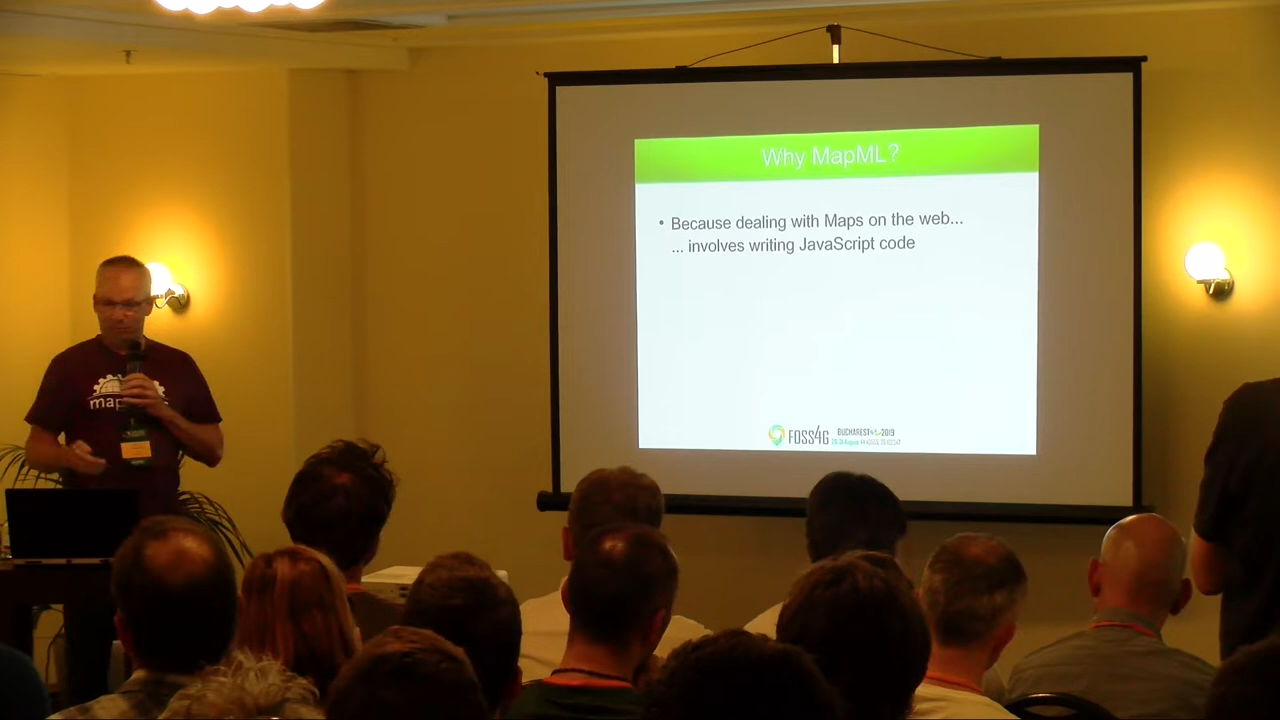 Why MapML?
• Because dealing with Maps on the web...
... involves writing JavaScript code
FOSS4G
BUCHAREST 2019
map